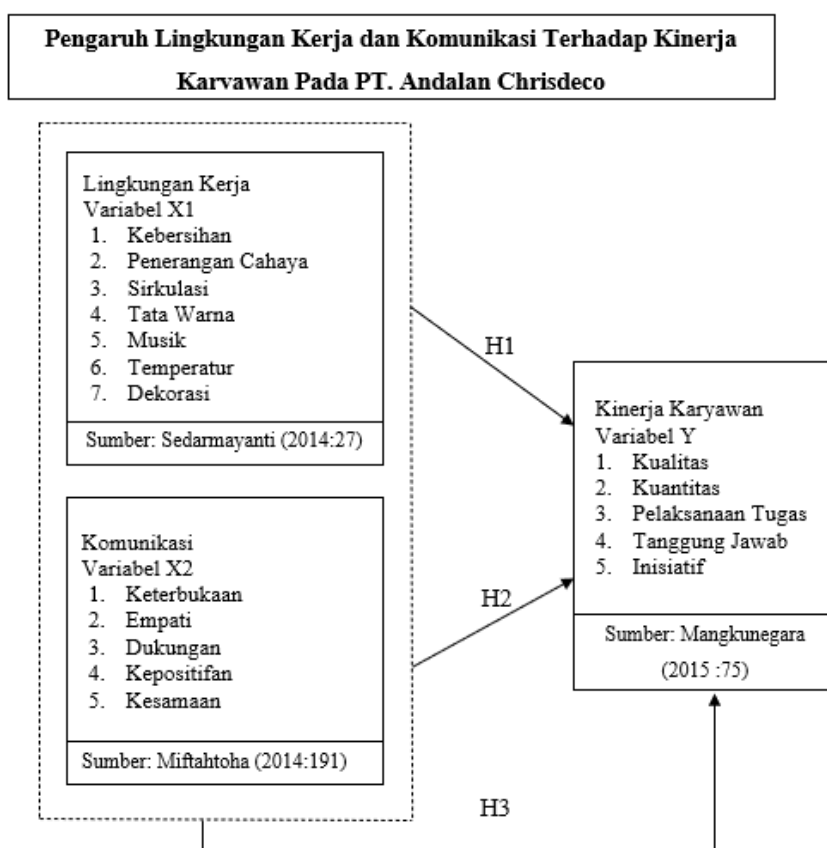 Pengaruh Lingkungan Kerja dan Komunikasi Terhadap Kinerja
Karvawan Pada PT. Andalan Chrisdeco
Lingkungan Kerja
Variabel X1
1. Kebersihan
2. Penerangan Cahaya
3. Sirkulasi
4. Tata Warna
5. Musik
6. Temperatur
7. Dekorasi
Sumber: Sedarmayanti (2014:27)
Komunikasi
Variabel X2
1. Keterbukaan
2. Empati
3. Dukungan
4. Kepositifan
5. Kesamaan
Sumber: Miftahtoha (2014:191)
H1
H2
H3
Kinerja Karyawan
Variabel Y
1. Kualitas
2. Kuantitas
3. Pelaksanaan Tugas
4. Tanggung Jawab
5. Inisiatif
Sumber: Mangkunegara
(2015 :75)